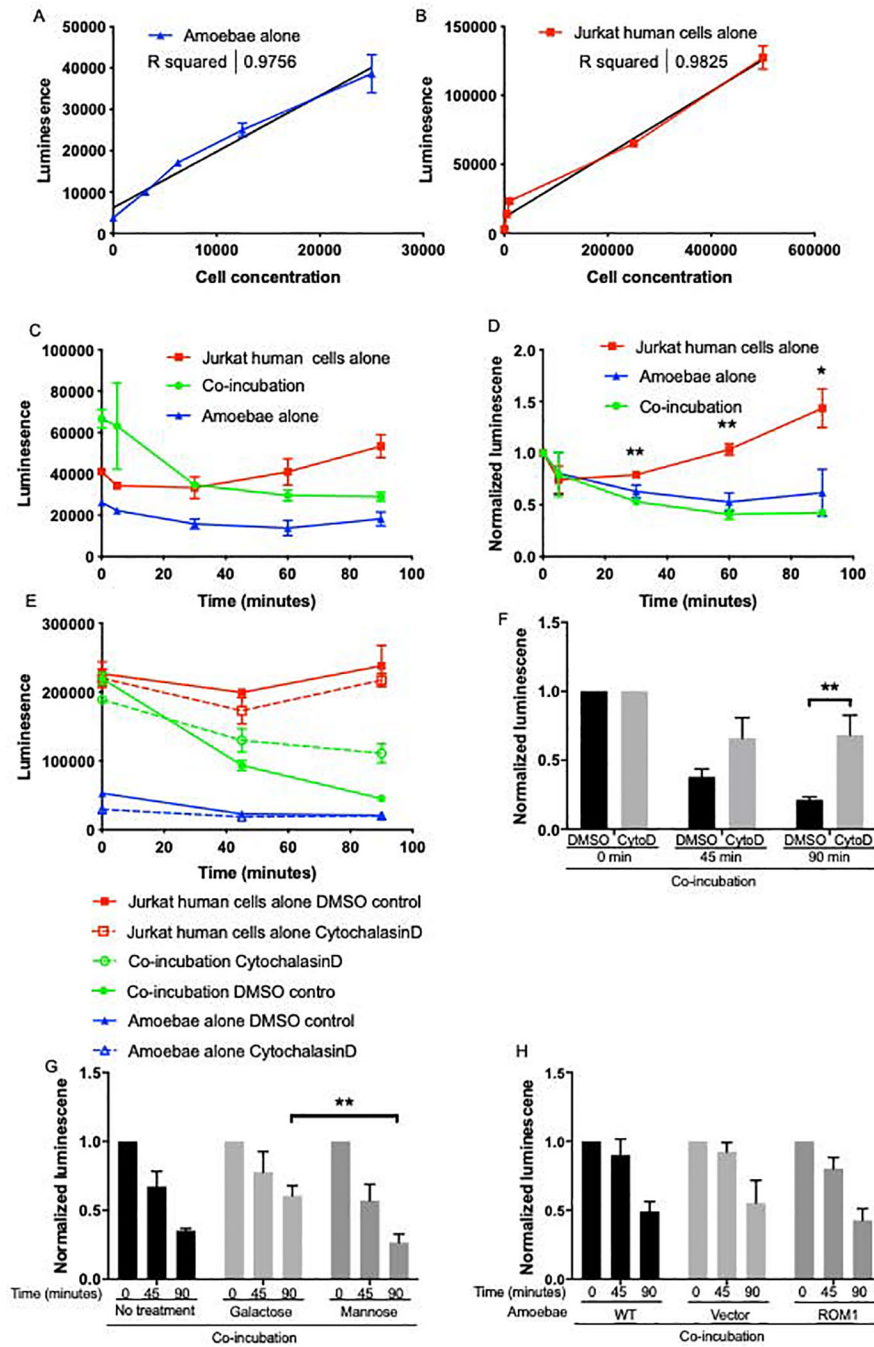 A
Amoebae alone
R squared | 0.9756
50000
40000
30000
20000
10000
0
Luminesence
0 10000 20000 30000
Cell concentration
B
Jurkat human cells alone
R squared | 0.9825
150000
100000
50000
0
Luminesence
0 200000 400000 600000
Cell concentration
C
Jurkat human cells alone
Co-incubation
Amoebae alone
100000
80000
60000
40000
20000
0
Luminesence
0 20 40 60 80 100
Time (minutes)
D
Jurkat human cells alone
Amoebae alone
Co-incubation
2.0
1.5
1.0
0.5
0.0
Normalized luminescene
** ** *
0 20 40 60 80 100
Time (minutes)
E
300000
200000
100000
0
Luminesence
0 20 40 60 80 100
Time (minutes)
Jurkat human cells alone DMSO control
Jurkat human cells alone CytochalasinD
Co-incubation CytochalasinD
Co-incubation DMSO contro
Amoebae alone DMSO control
Amoebae alone CytochalasinD
F
1.5
1.0
0.5
0.0
Normalized luminescene
**
DMSO CytoD DMSO CytoD DMSO CytoD
0 min 45 min 90 min
Co-incubation
G
1.5
1.0
0.5
0.0
Normalized luminescene
**
Time (minutes) 0 45 90 0 45 90 0 45 90
No treatment Galactose Mannose
Co-incubation
H
1.5
1.0
0.5
0.0
Normalized luminescene
Time (minutes) 0 45 90 0 45 90 0 45 90
Amoebae WT Vector ROM1
Co-incubation